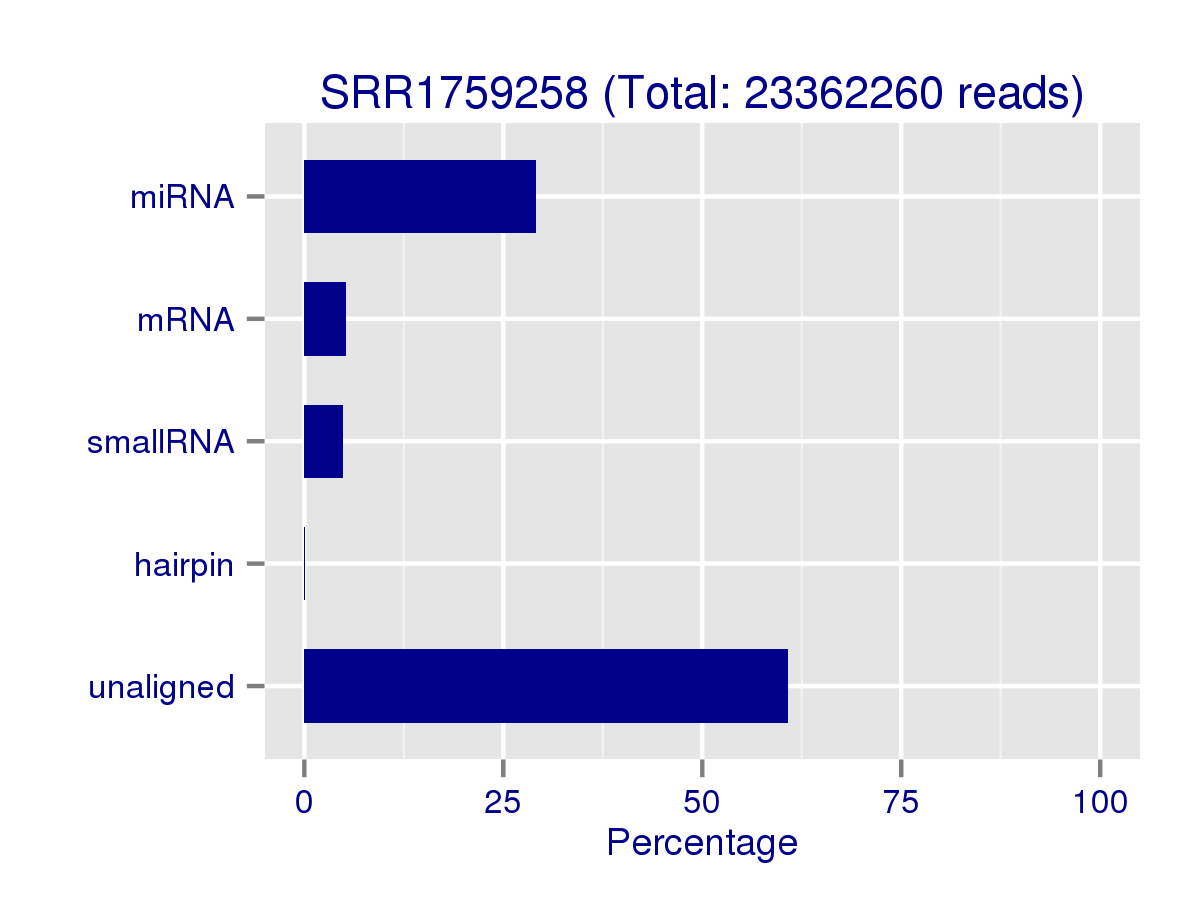 SRR1759258 (Total: 23362260 reads)
miRNA
mRNA
smallRNA
hairpin
unaligned
0 25 50 75 100
Percentage